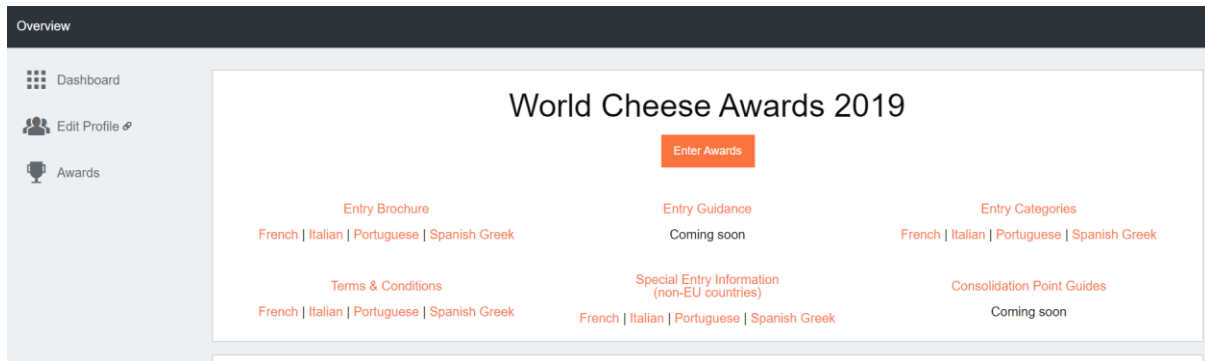 Overview
Dashboard
Edit Profile
Awards
World Cheese Awards 2019
Enter Awards
Entry Brochure
French | Italian | Portuguese | Spanish Greek
Entry Guidance
Coming soon
Entry Categories
French | Italian | Portuguese | Spanish Greek
Terms & Conditions
French | Italian | Portuguese | Spanish Greek
Special Entry Information
(non-EU countries)
French | Italian | Portuguese | Spanish Greek
Consolidation Point Guides
Coming soon